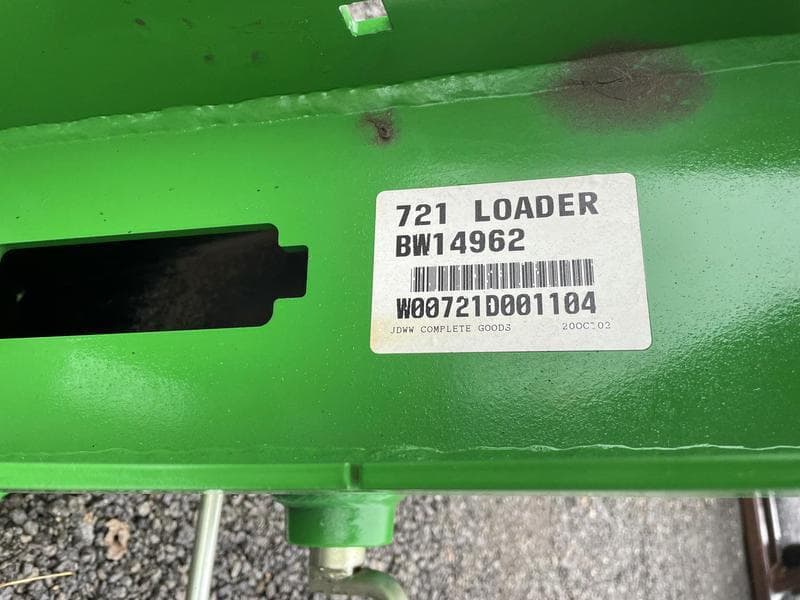 721 LOADER
BW14962
W00721D001104
JDWW COMPLETE GOODS